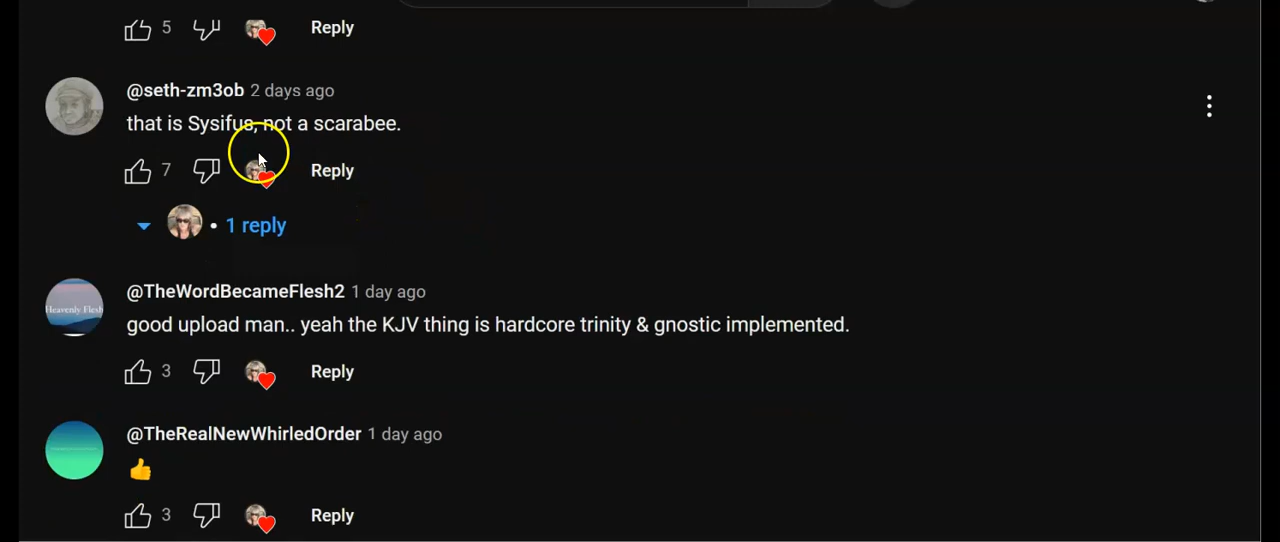 5 Reply
@seth-zm3ob 2 days ago
that is Sysifus, not a scarabee.
7 Reply
• 1 reply
Heavenly Flesh
@TheWordBecameFlesh2 1 day ago
good upload man.. yeah the KJV thing is hardcore trinity & gnostic implemented.
3 Reply
@TheRealNewWhirledOrder 1 day ago
👍
3 Reply